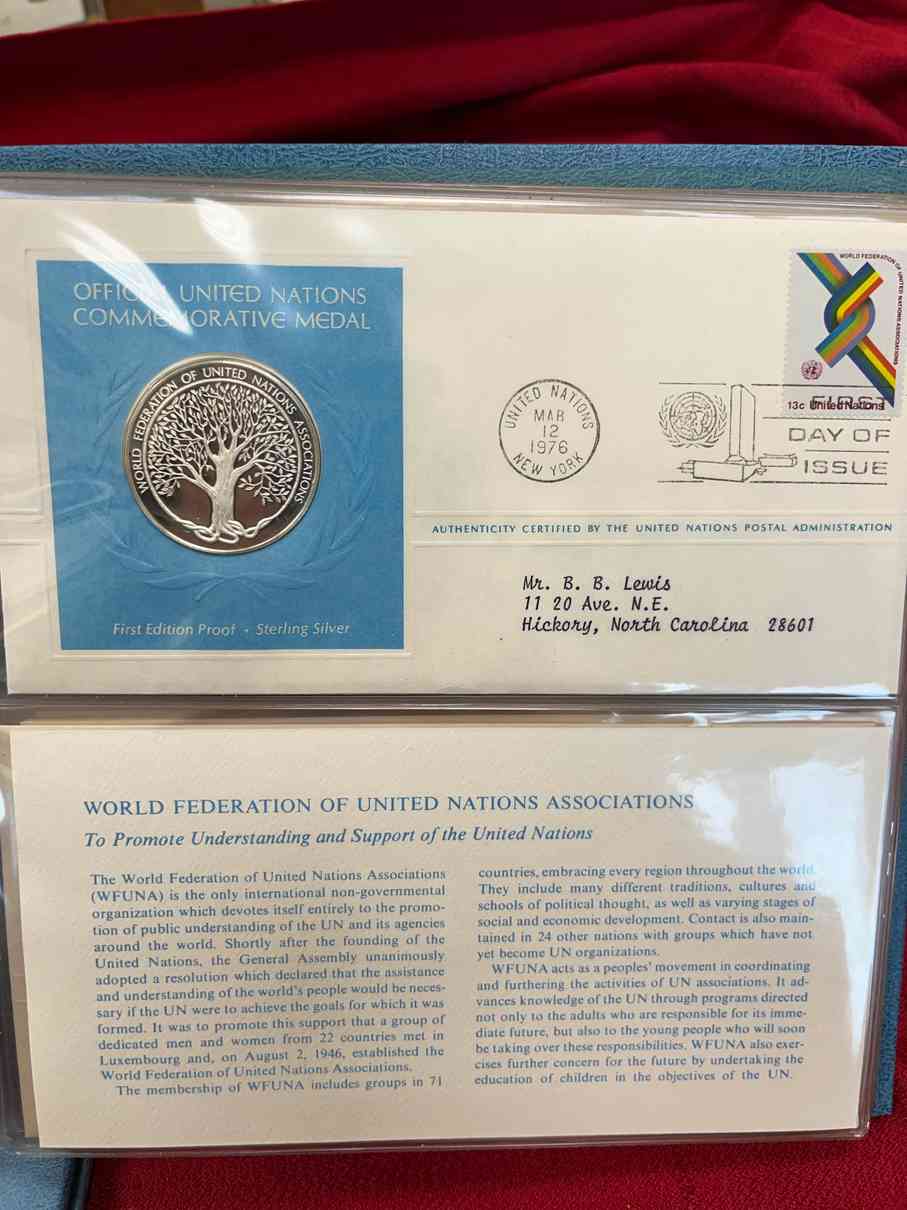 OFFICIAL UNITED NATIONS
COMMEMORATIVE MEDAL
WORLD FEDERATION OF UNITED NATIONS ASSOCIATIONS
First Edition Proof · Sterling Silver
WORLD FEDERATION OF UNITED NATIONS ASSOCIATIONS
13c United Nations
UNITED NATIONS
MAR
12
1976
NEW YORK
FIRST
DAY OF
ISSUE
AUTHENTICITY CERTIFIED BY THE UNITED NATIONS POSTAL ADMINISTRATION
Mr. B. B. Lewis
11 20 Ave. N.E.
Hickory, North Carolina 28601
WORLD FEDERATION OF UNITED NATIONS ASSOCIATIONS
To Promote Understanding and Support of the United Nations
The World Federation of United Nations Associations
(WFUNA) is the only international non-governmental
organization which devotes itself entirely to the promo-
tion of public understanding of the UN and its agencies
around the world. Shortly after the founding of the
United Nations, the General Assembly unanimously
adopted a resolution which declared that the assistance
and understanding of the world's people would be neces-
sary if the UN were to achieve the goals for which it was
formed. It was to promote this support that a group of
dedicated men and women from 22 countries met in
Luxembourg and, on August 2, 1946, established the
World Federation of United Nations Associations.
The membership of WFUNA includes groups in 71
countries, embracing every region throughout the world.
They include many different traditions, cultures and
schools of political thought, as well as varying stages of
social and economic development. Contact is also main-
tained in 24 other nations with groups which have not
yet become UN organizations.
WFUNA acts as a peoples' movement in coordinating
and furthering the activities of UN associations. It ad-
vances knowledge of the UN through programs directed
not only to the adults who are responsible for its imme-
diate future, but also to the young people who will soon
be taking over these responsibilities. WFUNA also exer-
cises further concern for the future by undertaking the
education of children in the objectives of the UN.